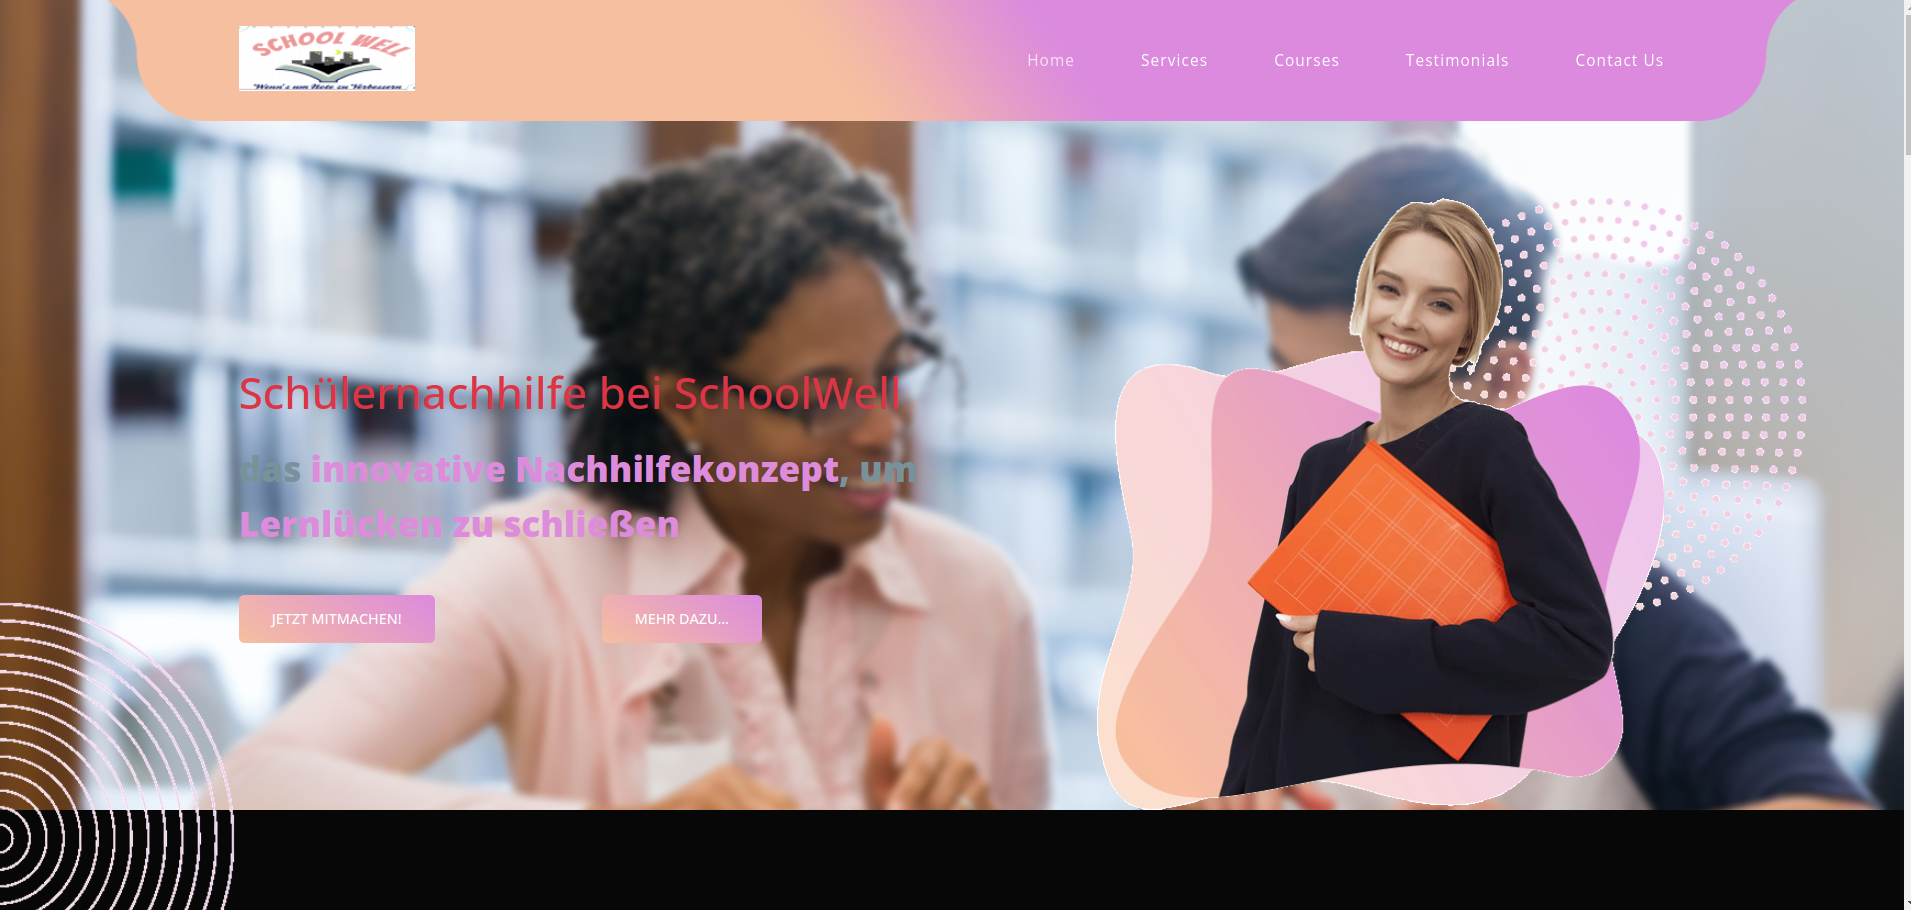 SCHOOL WELL
Wenn's um Note zu Verbessern
Home
Services
Courses
Testimonials
Contact Us
Schülernachhilfe bei SchoolWell
das innovative Nachhilfekonzept, um
Lernlücken zu schließen
JETZT MITMACHEN!
MEHR DAZU...